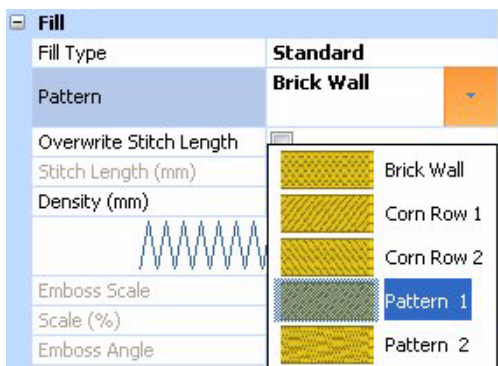 Fill
Fill Type Standard
Pattern Brick Wall
Overwrite Stitch Length
Stitch Length (mm) Brick Wall
Density (mm) Corn Row 1
Corn Row 2
Emboss Scale Pattern 1
Scale (%)
Emboss Angle Pattern 2